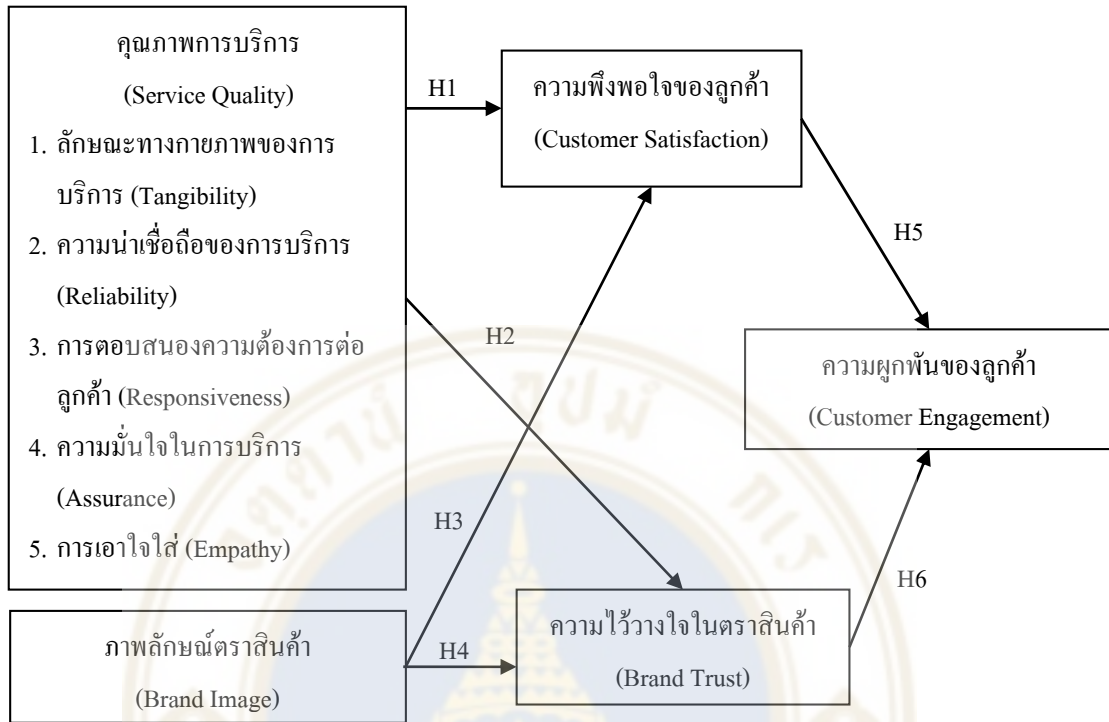 คุณภาพการบริการ
(Service Quality)
1. ลักษณะทางกายภาพของการ
บริการ (Tangibility)
2. ความน่าเชื่อถือของการบริการ
(Reliability)
3. การตอบสนองความต้องการต่อ
ลูกค้า (Responsiveness)
4. ความมั่นใจในการบริการ
(Assurance)
5. การเอาใจใส่ (Empathy)
ภาพลักษณ์ตราสินค้า
(Brand Image)
H1
H2
H3
H4
ความพึงพอใจของลูกค้า
(Customer Satisfaction)
ความไว้วางใจในตราสินค้า
(Brand Trust)
H5
H6
ความผูกพันของลูกค้า
(Customer Engagement)